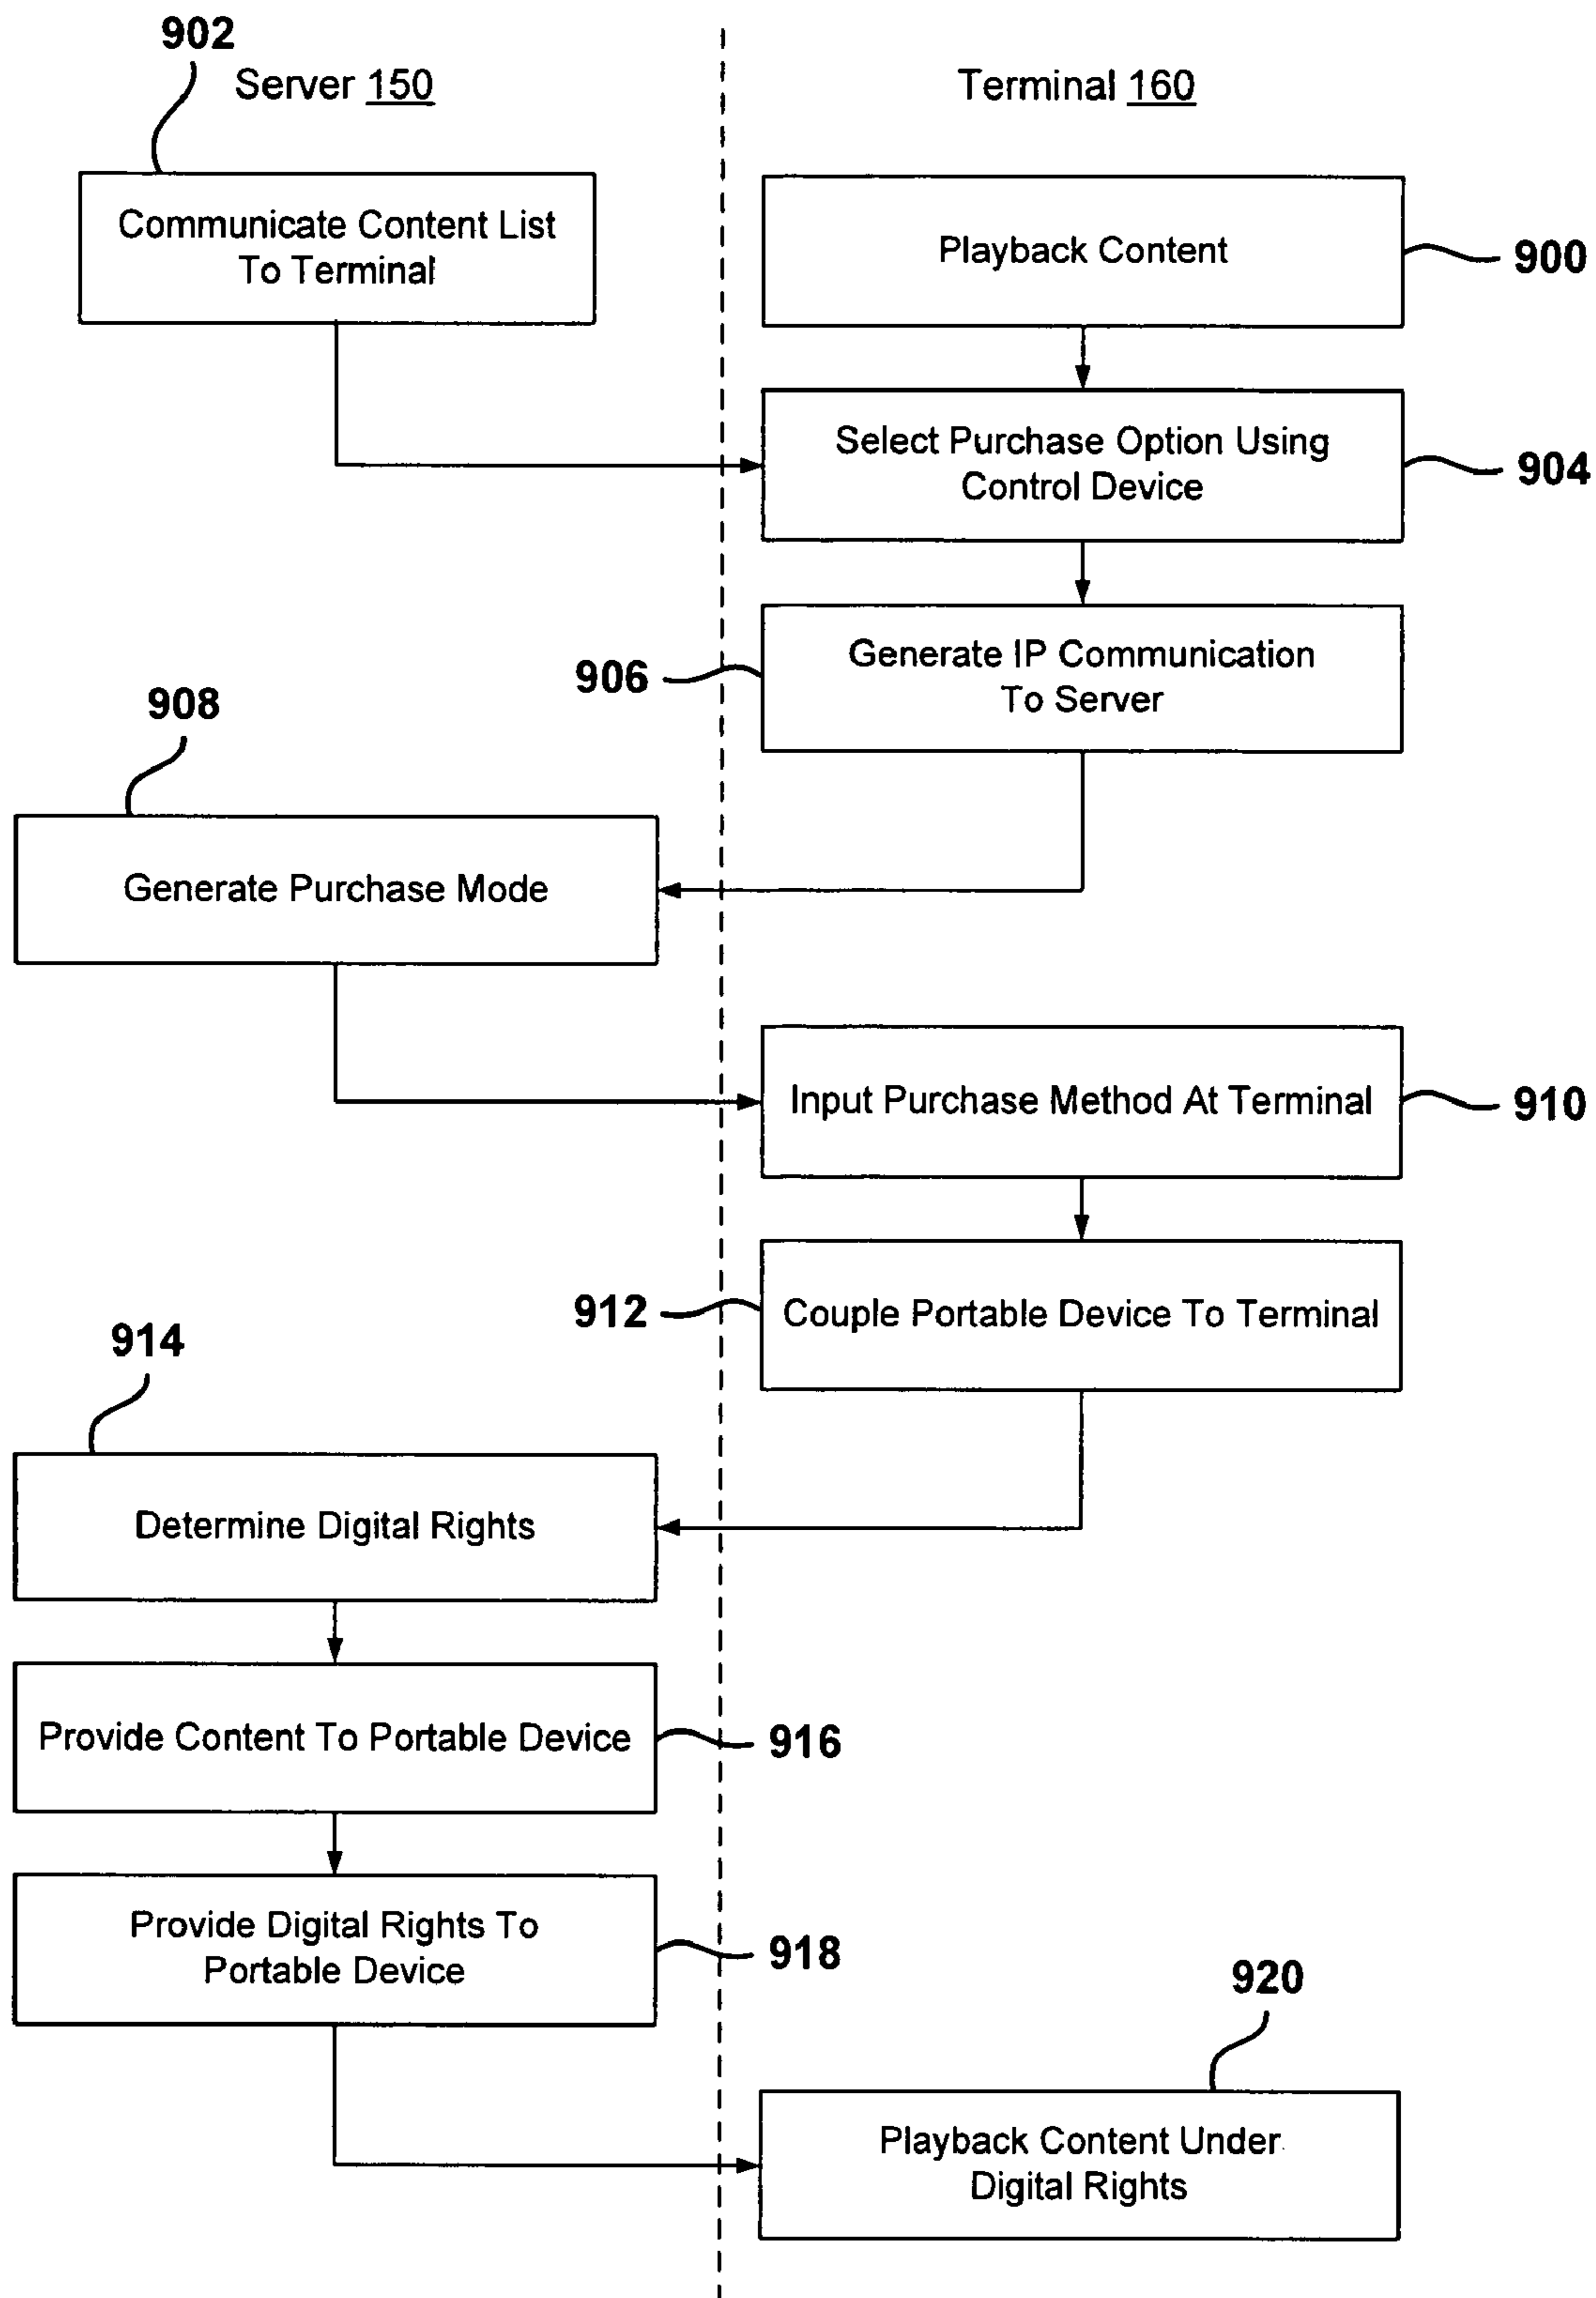 902
Server 150
Terminal 160
Communicate Content List
To Terminal
Playback Content
900
Select Purchase Option Using
Control Device
904
Generate IP Communication
To Server
906
908
Generate Purchase Mode
Input Purchase Method At Terminal
910
912
Couple Portable Device To Terminal
914
Determine Digital Rights
Provide Content To Portable Device
916
Provide Digital Rights To
Portable Device
918
920
Playback Content Under
Digital Rights